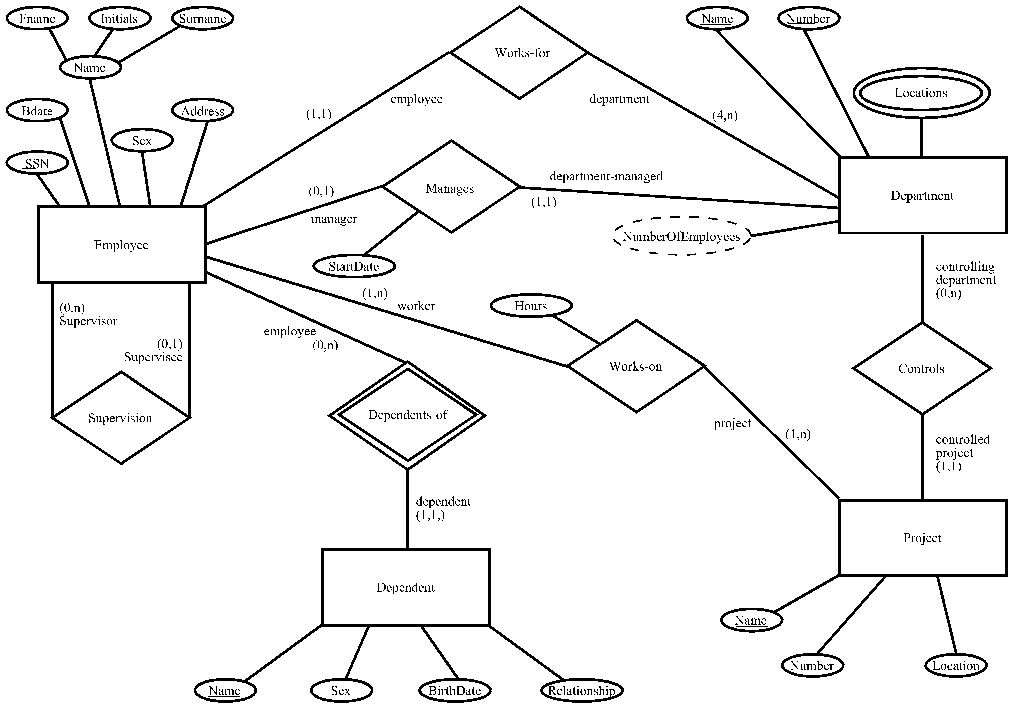 Fname
Initials
Surname
Name
Number
Works-for
Name
Locations
employee
department
Bdate
Address
(1,1)
(4,n)
Sex
SSN
department-managed
Manages
(0,1)
Department
(1,1)
manager
NumberOfEmployees
Employee
StartDate
controlling
department
(0,n)
(1,n)
worker
Hours
(0,n)
Supervisor
employee
(0,n)
(0,1)
Supervisee
Works-on
Controls
Dependents of
Supervision
project
(1,n)
controlled
project
(1,1)
dependent
(1,1,)
Project
Dependent
Name
Number
Location
Name
Sex
BirthDate
Relationship